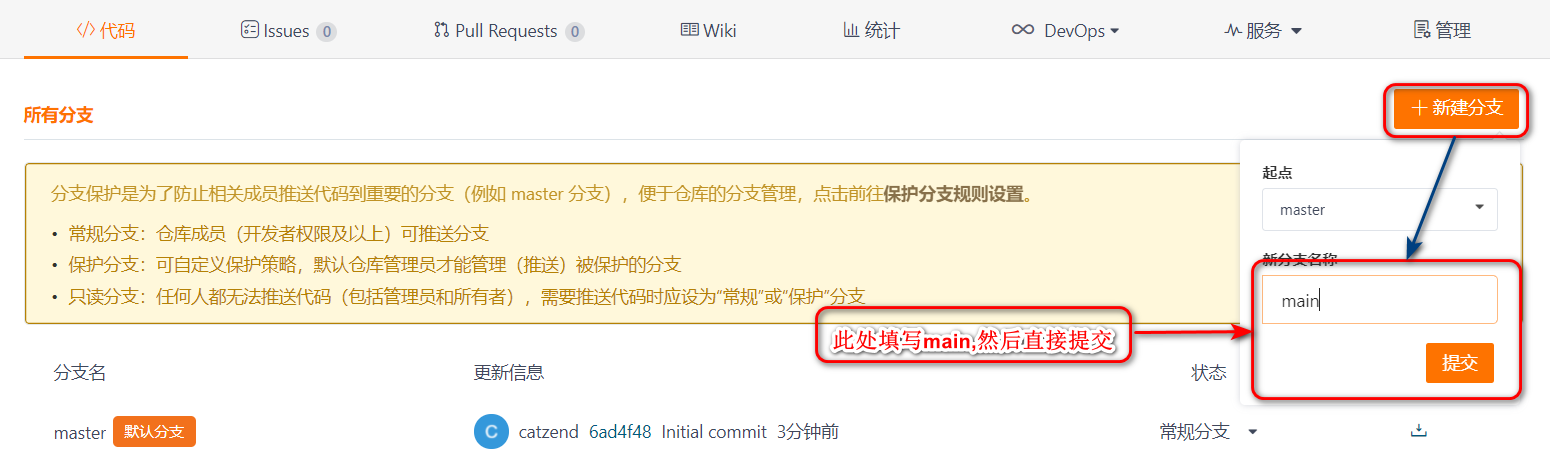 代码 Issues 0 Pull Requests 0 Wiki 统计 DevOps 服务 管理
所有分支
+ 新建分支
起点
master
新分支名称
main
提交
分支保护是为了防止相关成员推送代码到重要的分支（例如 master 分支），便于仓库的分支管理，点击前往保护分支规则设置。
• 常规分支：仓库成员（开发者权限及以上）可推送分支
• 保护分支：可自定义保护策略，默认仓库管理员才能管理（推送）被保护的分支
• 只读分支：任何人都无法推送代码（包括管理员和所有者），需要推送代码时应设为“常规”或“保护”分支
此处填写main,然后直接提交
分支名 更新信息 状态
master 默认分支 C catzend 6ad4f48 Initial commit 3分钟前 常规分支